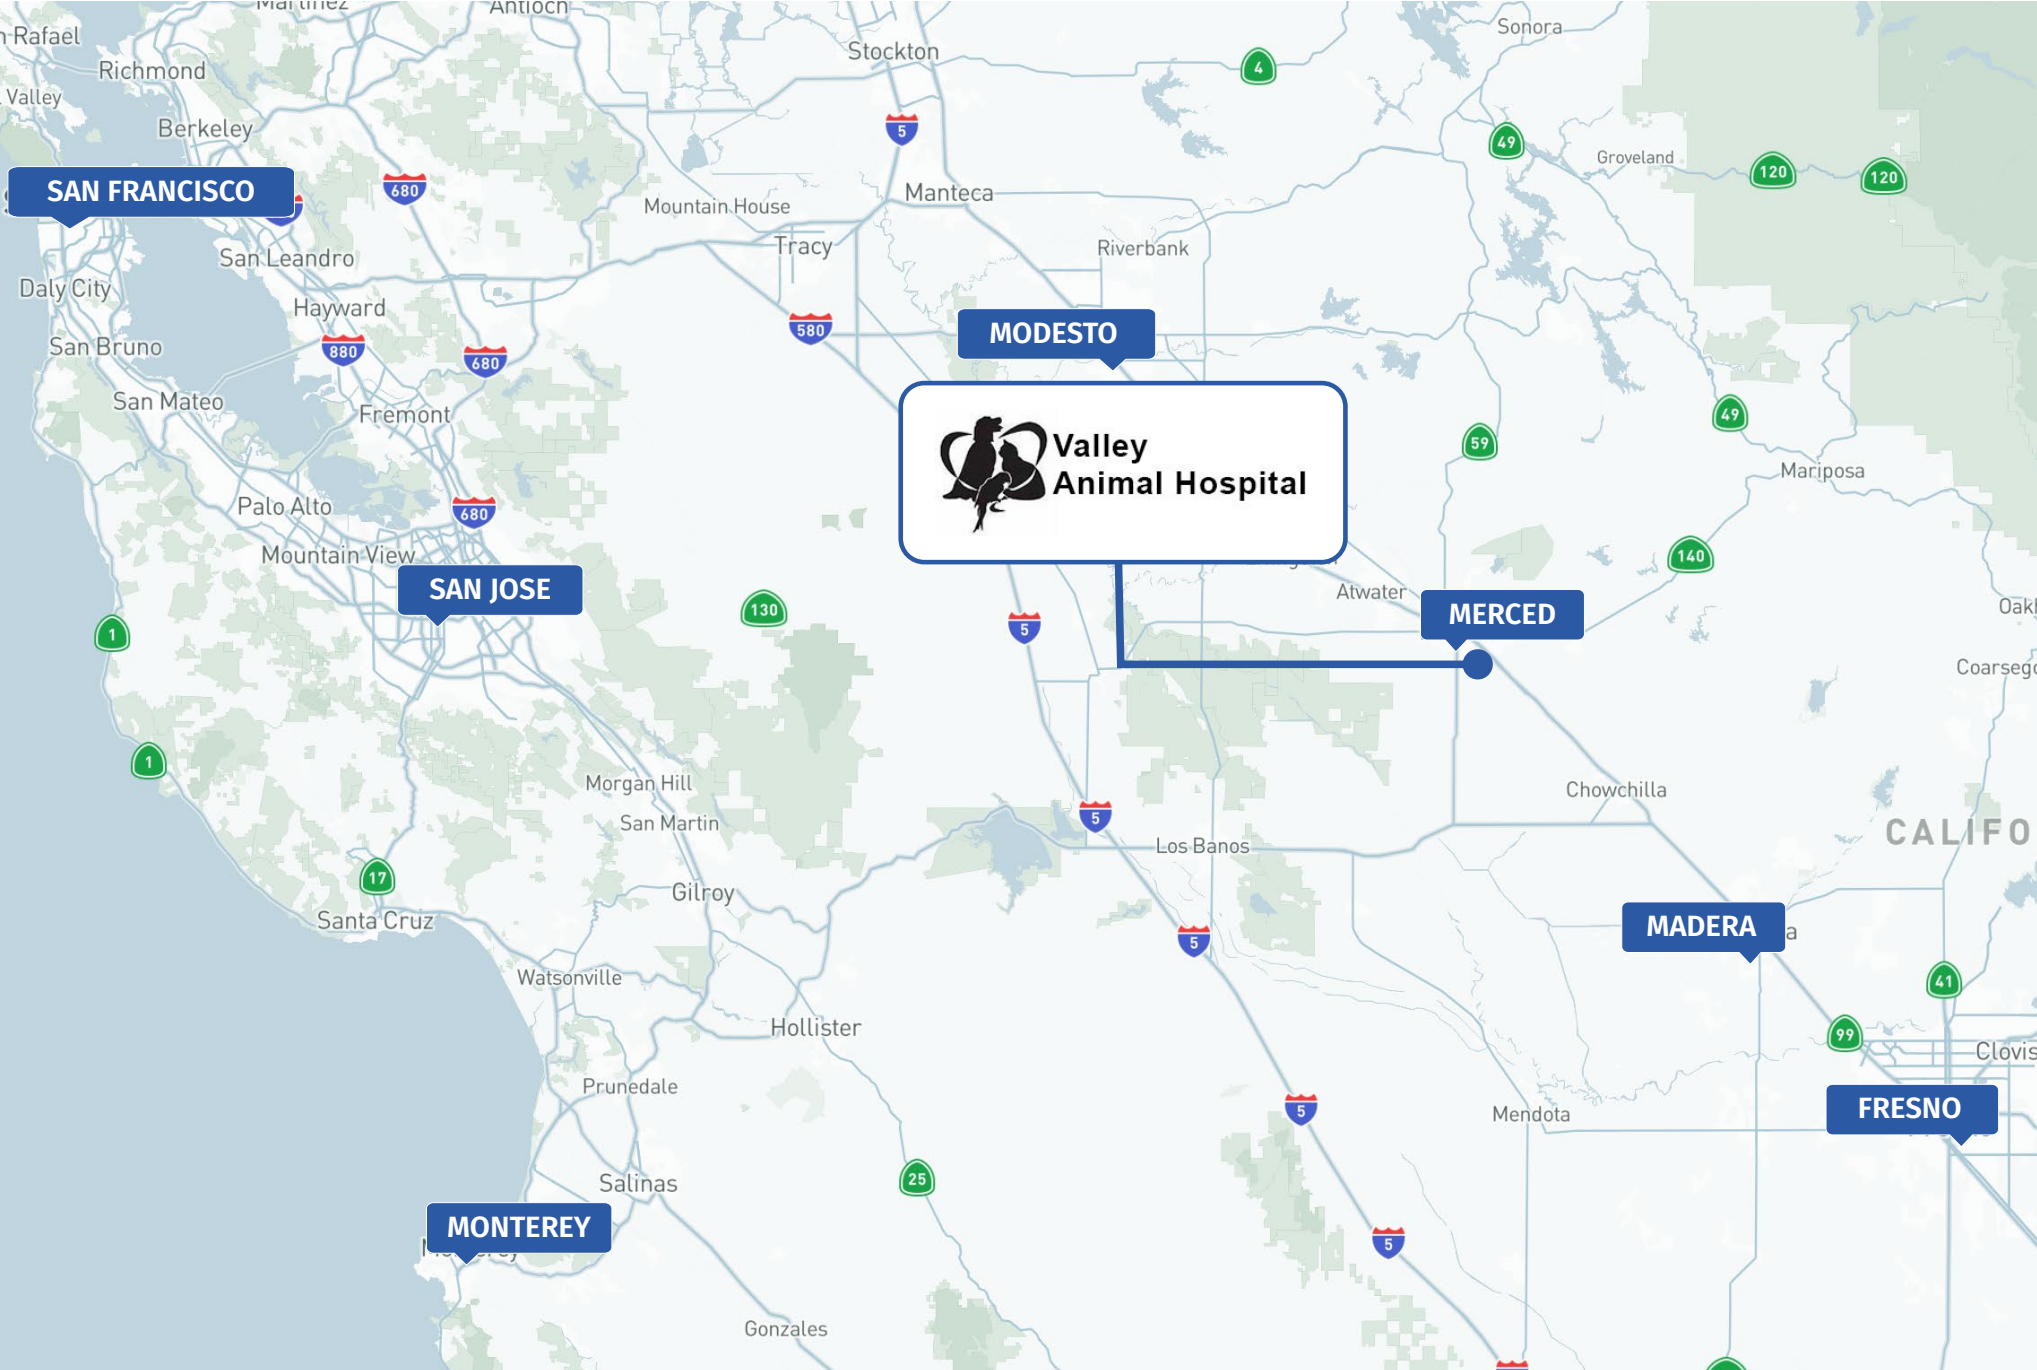 Martinez
Antioch
n Rafael
Sonora
Stockton
Richmond
4
Valley
Berkeley
5
49
Groveland
120
120
SAN FRANCISCO
680
Manteca
Mountain House
Tracy
Riverbank
San Leandro
Daly City
Hayward
580
MODESTO
San Bruno
880
680
San Mateo
Fremont
49
59
Valley
Animal Hospital
Mariposa
Palo Alto
680
Mountain View
140
SAN JOSE
Atwater
MERCED
130
5
1
Oak
Coarsego
1
Morgan Hill
Chowchilla
5
San Martin
CALIFO
Los Banos
17
Gilroy
Santa Cruz
MADERA
a
5
Watsonville
41
Hollister
99
Clovis
Prunedale
5
FRESNO
Mendota
25
Salinas
MONTEREY
5
Gonzales